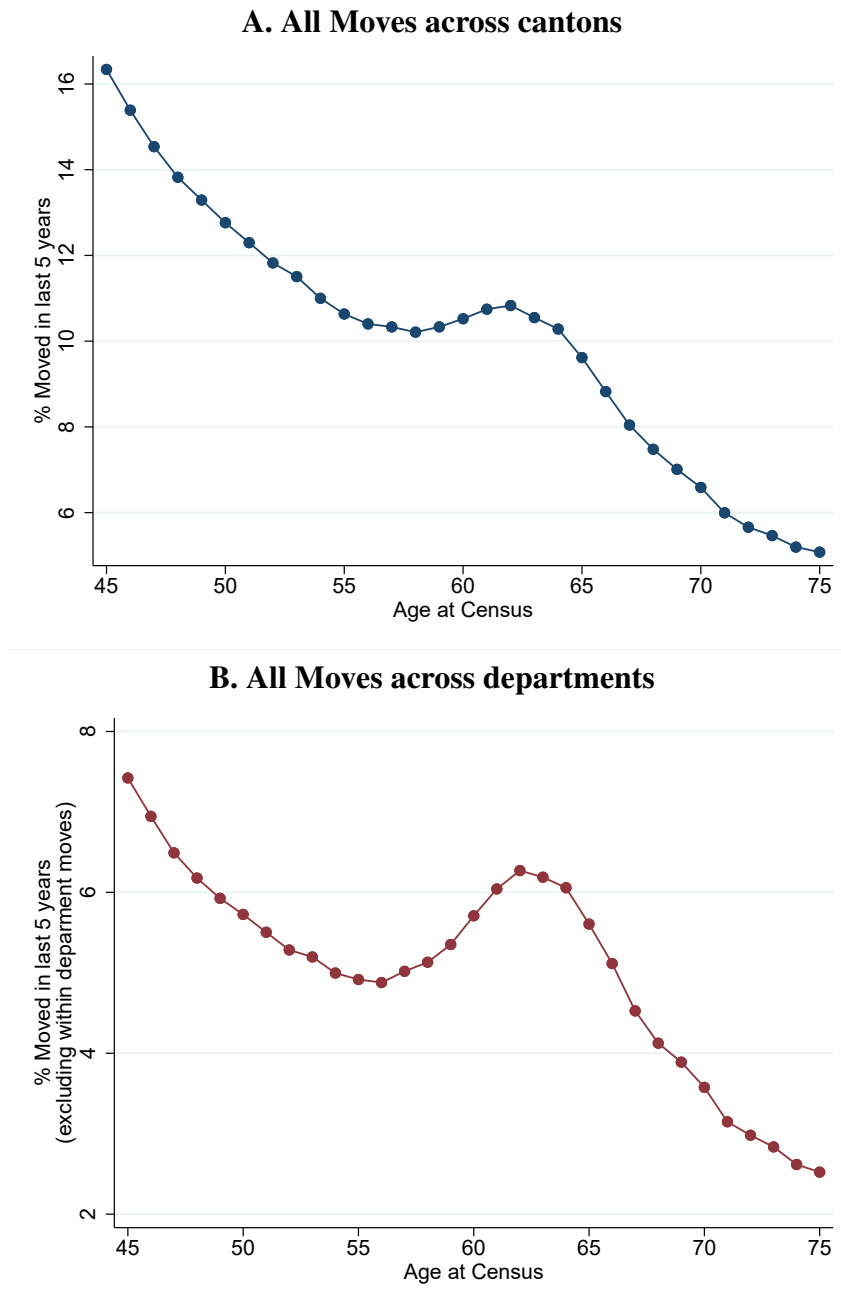 A. All Moves across cantons
% Moved in last 5 years
16
14
12
10
8
6
45 50 55 60 65 70 75
Age at Census
B. All Moves across departments
% Moved in last 5 years
(excluding within deparment moves)
8
6
4
2
45 50 55 60 65 70 75
Age at Census